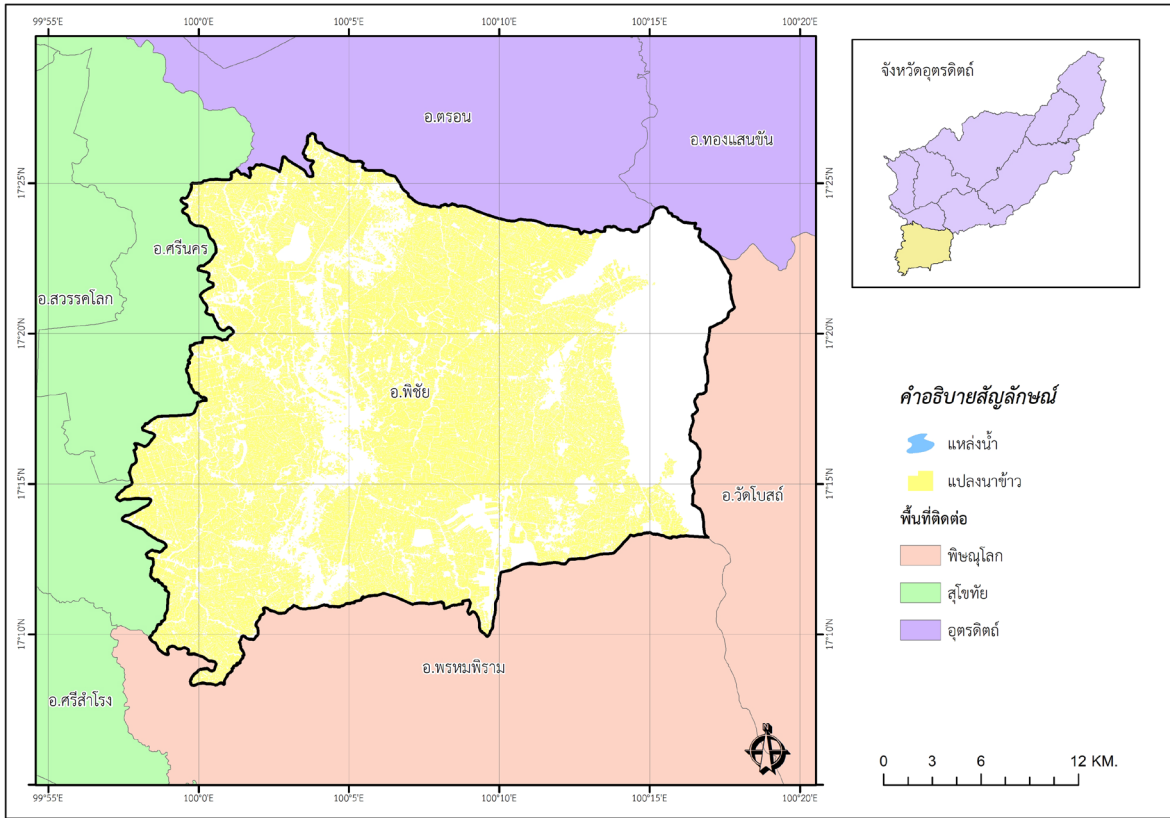 99°55'E 100°0'E 100°5'E 100°10'E 100°15'E 100°20'E
จังหวัดอุตรดิตถ์
อ.ตรอน
อ.ทองแสนขัน
17°25'N 17°25'N
อ.ศรีนคร
อ.สวรรคโลก
17°20'N 17°20'N
อ.พิชัย
คำอธิบายสัญลักษณ์
แหล่งน้ำ
แปลงนาข้าว
17°15'N 17°15'N
อ.วัดโบสถ์
พื้นที่ติดต่อ
พิษณุโลก
สุโขทัย
อุตรดิตถ์
17°10'N 17°10'N
อ.พรหมพิราม
อ.ศรีสำโรง
0 3 6 12 KM.
99°55'E 100°0'E 100°5'E 100°10'E 100°15'E 100°20'E